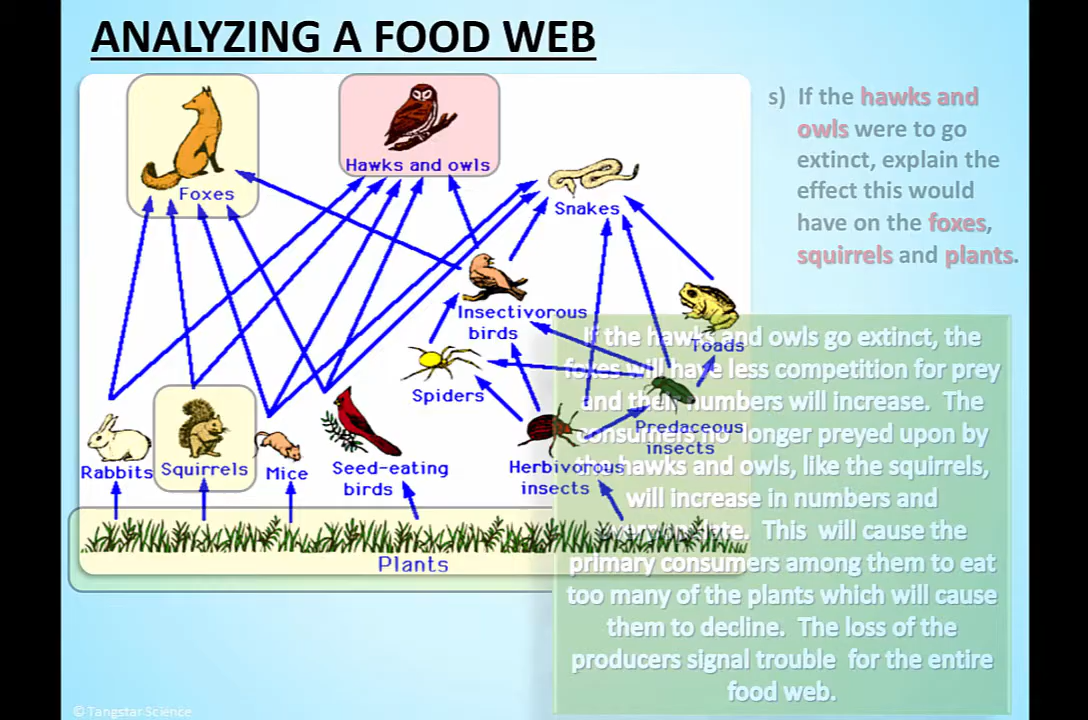 ANALYZING A FOOD WEB
Foxes
Hawks and owls
Snakes
Insectivorous
birds
Toads
Spiders
Predaceous
insects
Rabbits
Squirrels
Mice
Seed-eating
birds
Herbivorous
insects
Plants
s) If the hawks and
owls were to go
extinct, explain the
effect this would
have on the foxes,
squirrels and plants.
If the hawks and owls go extinct, the
foxes will have less competition for prey
and their numbers will increase. The
consumers no longer preyed upon by
the hawks and owls, like the squirrels,
will increase in numbers and
This will cause the
primary consumers among them to eat
too many of the plants which will cause
them to decline. The loss of the
producers signal trouble for the entire
food web.
© Tangstar Science